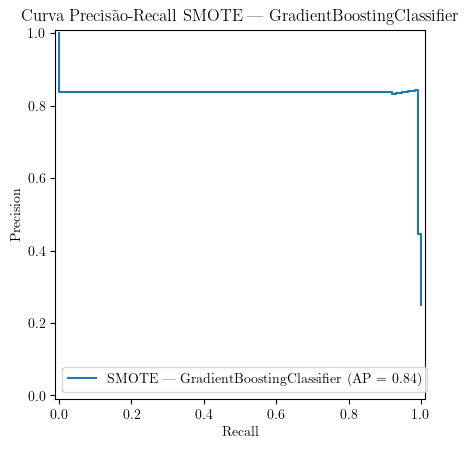 Curva Precisão-Recall SMOTE — GradientBoostingClassifier
1.0
0.8
0.6
0.4
0.2
0.0
Precision
SMOTE — GradientBoostingClassifier (AP = 0.84)
0.0 0.2 0.4 0.6 0.8 1.0
Recall